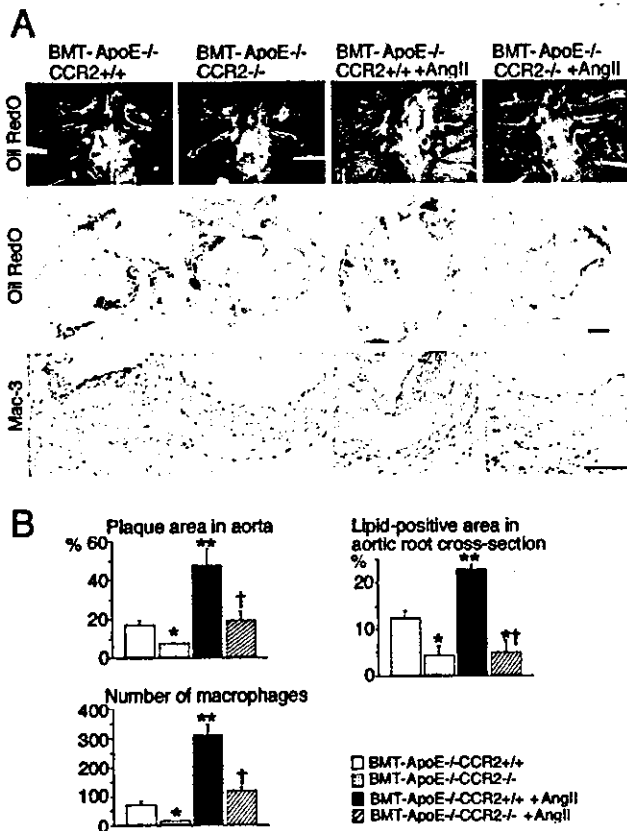 A
BMT- ApoE-/- CCR2+/+
BMT- ApoE-/- CCR2-/-
BMT- ApoE-/- CCR2+/+ +AngII
BMT- ApoE-/- CCR2-/- +AngII
Oil RedO
Oil RedO
Mac-3
B
Plaque area in aorta
%
60
40
20
0
*
**
†
Lipid-positive area in
aortic root cross-section
%
20
10
0
*
**
*†
Number of macrophages
400
300
200
100
0
*
**
†
BMT-ApoE-/-CCR2+/+
BMT-ApoE-/-CCR2-/-
BMT-ApoE-/-CCR2+/+ +AngII
BMT-ApoE-/-CCR2-/- +AngII